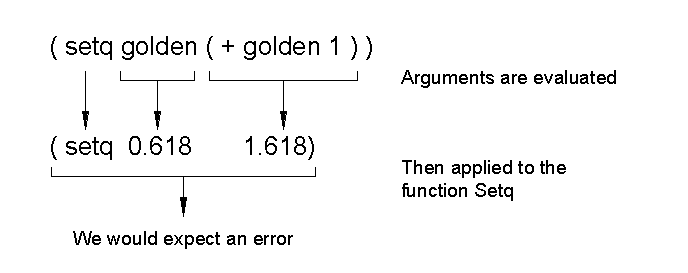 ( setq golden ( + golden 1 ) )
Arguments are evaluated
( setq 0.618 1.618)
Then applied to the
function Setq
We would expect an error